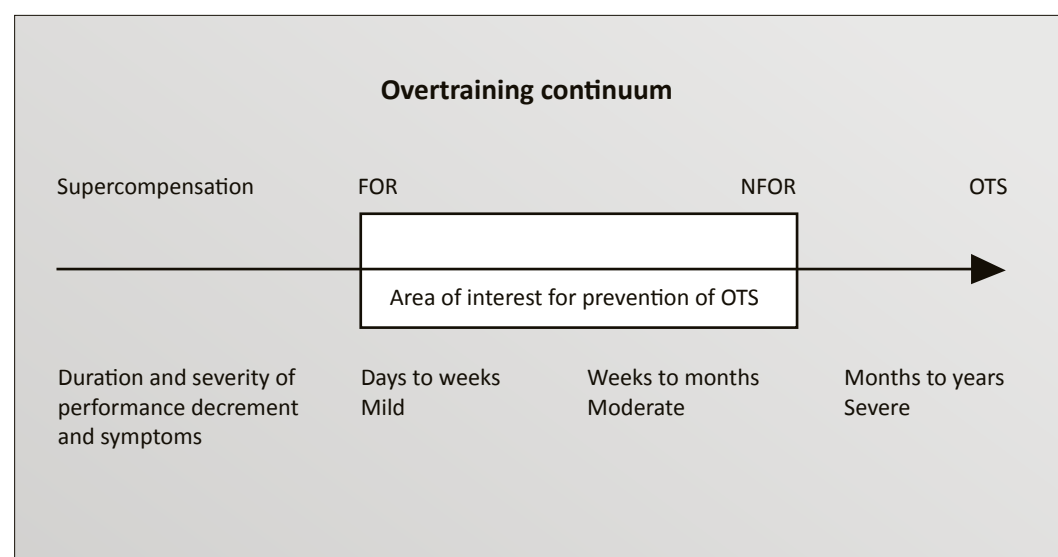 Overtraining continuum
Supercompensation FOR NFOR OTS
Area of interest for prevention of OTS
Duration and severity of
performance decrement
and symptoms
Days to weeks
Mild
Weeks to months
Moderate
Months to years
Severe